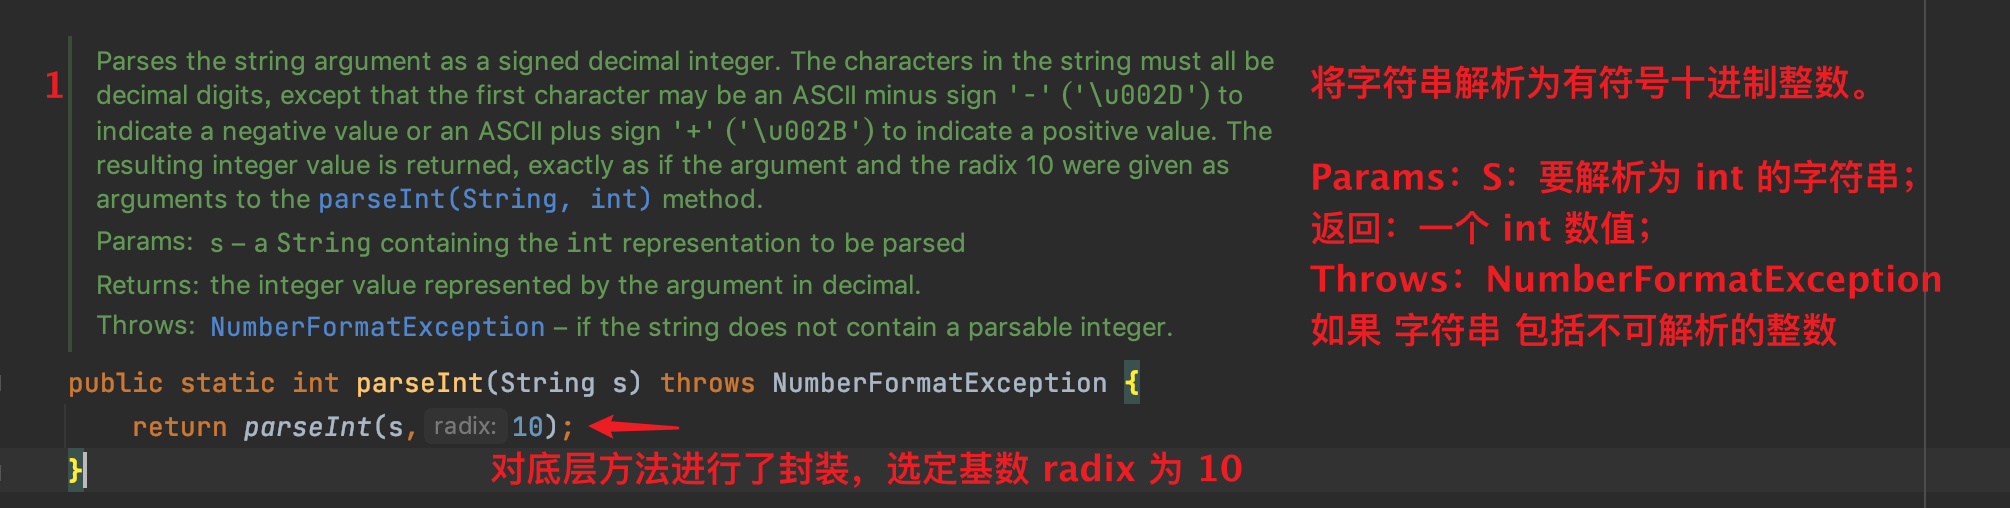 1
Parses the string argument as a signed decimal integer. The characters in the string must all be
decimal digits, except that the first character may be an ASCII minus sign '-' ('\u002D') to
indicate a negative value or an ASCII plus sign '+' ('\u002B') to indicate a positive value. The
resulting integer value is returned, exactly as if the argument and the radix 10 were given as
arguments to the parseInt(String, int) method.
Params: s – a String containing the int representation to be parsed
Returns: the integer value represented by the argument in decimal.
Throws: NumberFormatException – if the string does not contain a parsable integer.
将字符串解析为有符号十进制整数。
Params：S：要解析为 int 的字符串；
返回：一个 int 数值；
Throws：NumberFormatException
如果 字符串 包括不可解析的整数
public static int parseInt(String s) throws NumberFormatException {
return parseInt(s, radix: 10);
}
对底层方法进行了封装，选定基数 radix 为 10